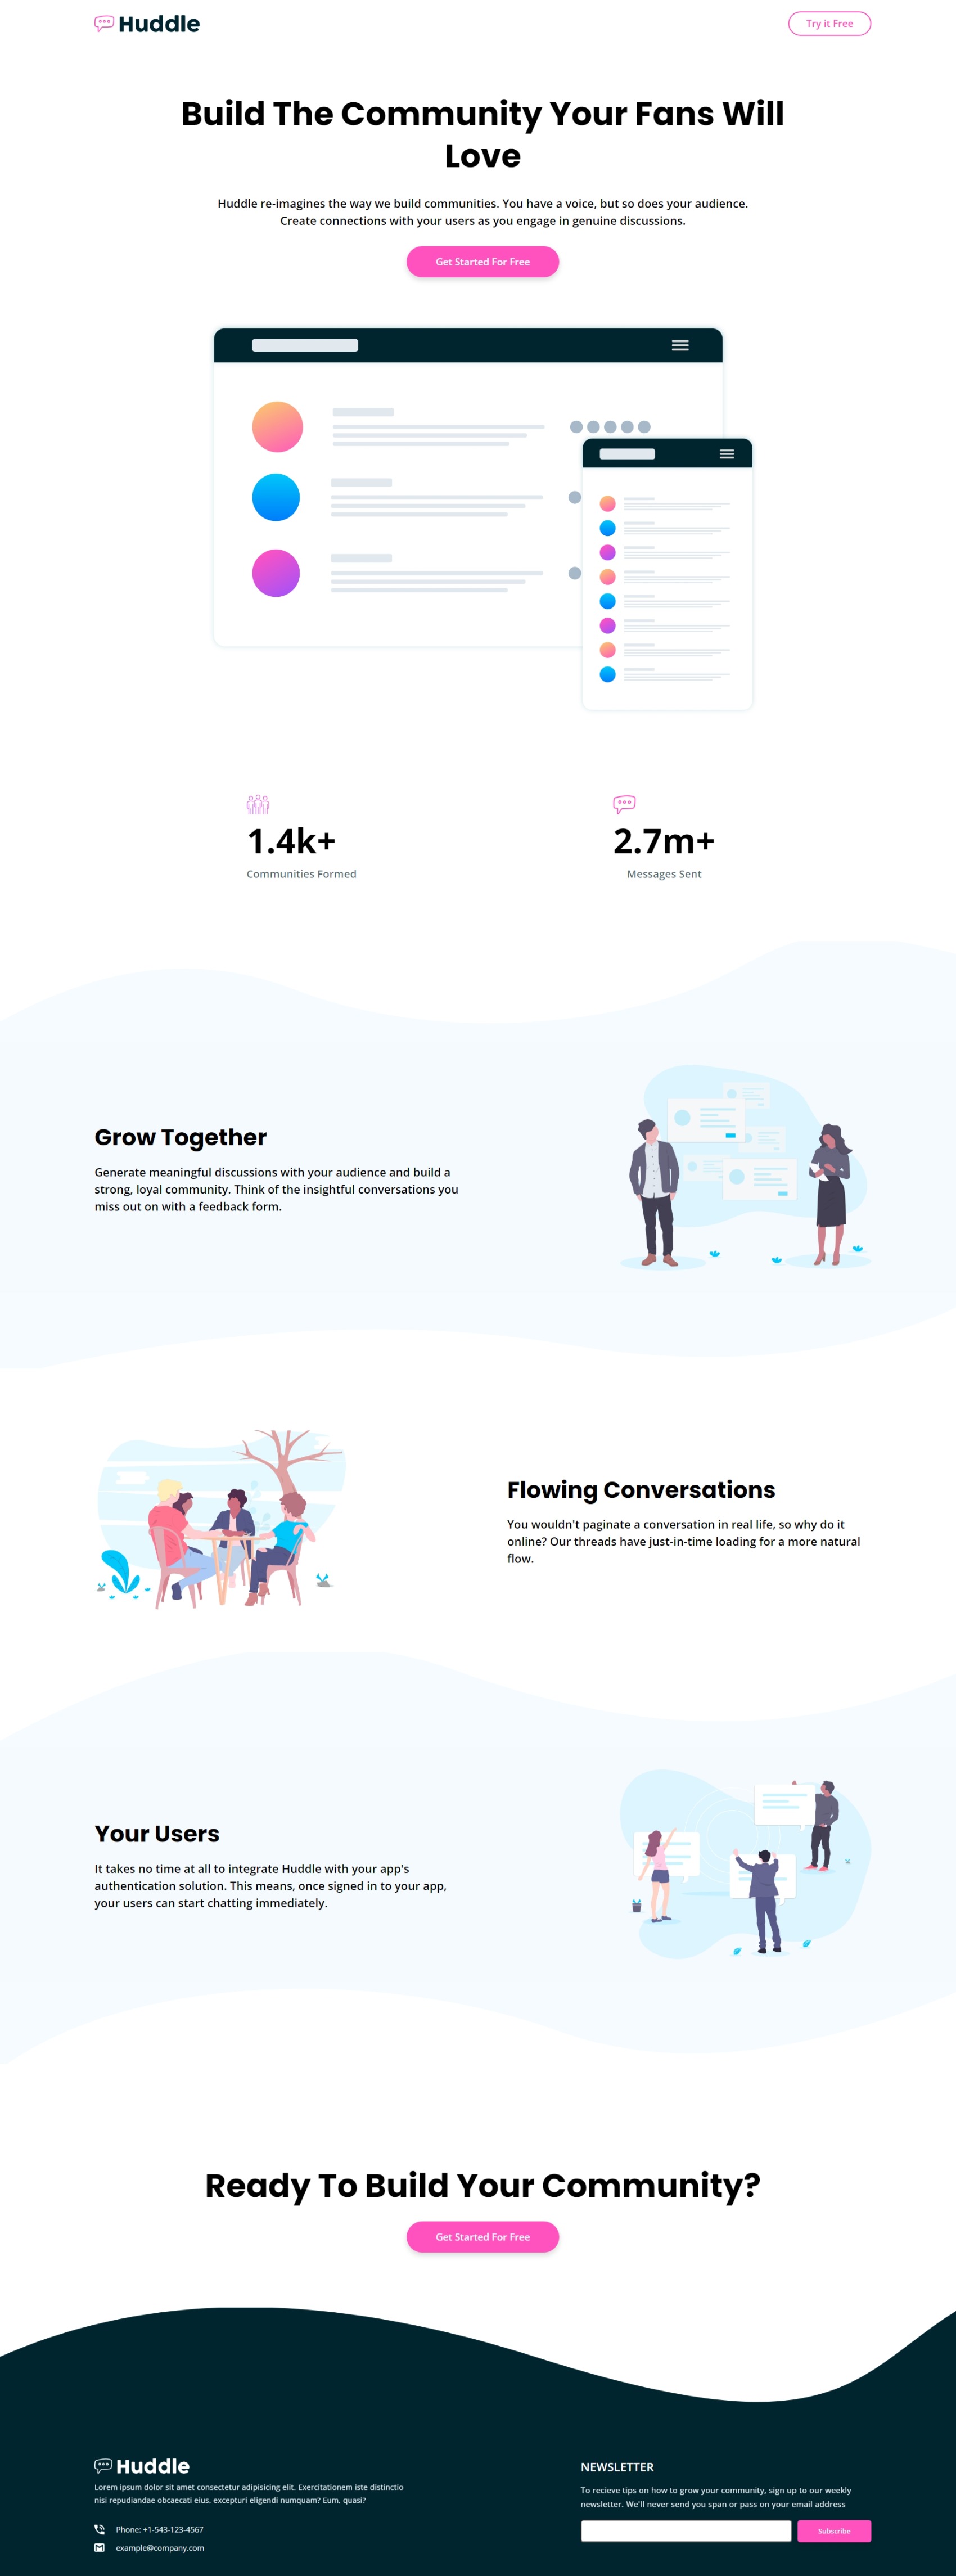 Huddle
Try it Free
Build The Community Your Fans Will
Love
Huddle re-imagines the way we build communities. You have a voice, but so does your audience.
Create connections with your users as you engage in genuine discussions.
Get Started For Free
1.4k+
Communities Formed
2.7m+
Messages Sent
Grow Together
Generate meaningful discussions with your audience and build a
strong, loyal community. Think of the insightful conversations you
miss out on with a feedback form.
Flowing Conversations
You wouldn't paginate a conversation in real life, so why do it
online? Our threads have just-in-time loading for a more natural
flow.
Your Users
It takes no time at all to integrate Huddle with your app's
authentication solution. This means, once signed in to your app,
your users can start chatting immediately.
Ready To Build Your Community?
Get Started For Free
Huddle
Lorem ipsum dolor sit amet consectetur adipisicing elit. Exercitationem iste distinctio
nisi repudiandae obcaecati eius, excepturi eligendi numquam? Eum, quasi?
Phone: +1-543-123-4567
example@company.com
NEWSLETTER
To recieve tips on how to grow your community, sign up to our weekly
newsletter. We'll never send you span or pass on your email address
Subscribe